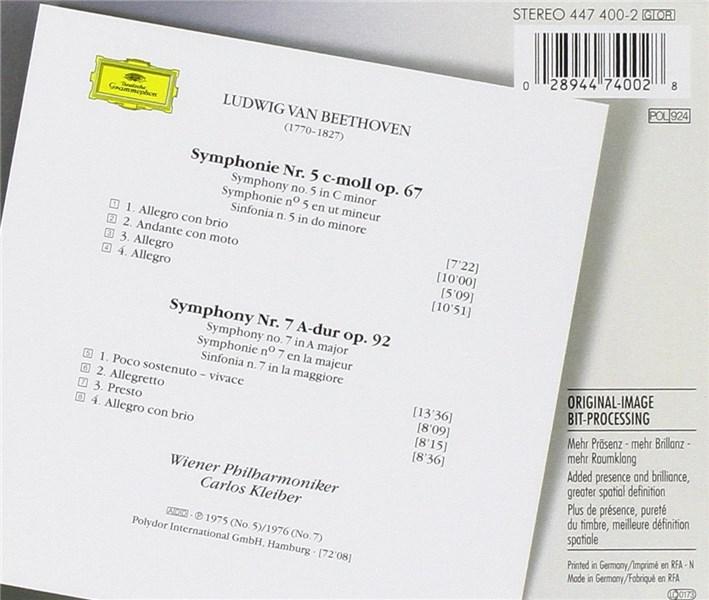 STEREO 447 400-2 GIOR
0 28944 74002 8
POL 924
Deutsche
Grammophon
LUDWIG VAN BEETHOVEN
(1770-1827)
Symphonie Nr. 5 c-moll op. 67
Symphony no. 5 in C minor
Symphonie nº 5 en ut mineur
Sinfonia n. 5 in do minore
1 1. Allegro con brio [7'22]
2 2. Andante con moto [10'00]
3 3. Allegro [5'09]
4 4. Allegro [10'51]
Symphony Nr. 7 A-dur op. 92
Symphony no. 7 in A major
Symphonie nº 7 en la majeur
Sinfonia n. 7 in la maggiore
5 1. Poco sostenuto – vivace [13'36]
6 2. Allegretto [8'09]
7 3. Presto [8'15]
8 4. Allegro con brio [8'36]
Wiener Philharmoniker
Carlos Kleiber
ADD · ℗ 1975 (No. 5)/1976 (No. 7)
Polydor International GmbH, Hamburg · [72'08]
ORIGINAL-IMAGE
BIT-PROCESSING
Mehr Präsenz - mehr Brillanz -
mehr Raumklang
Added presence and brilliance,
greater spatial definition
Plus de présence, pureté
du timbre, meilleure définition
spatiale
Printed in Germany/Imprimé en RFA - N
Made in Germany/Fabriqué en RFA
LC 0173